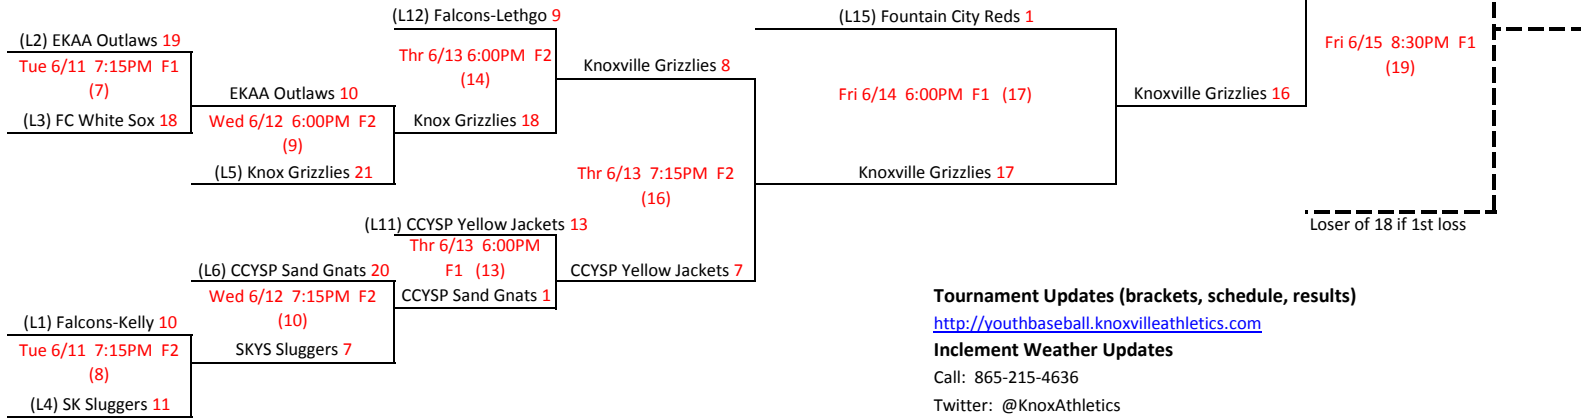 (L12) Falcons-Lethgo 9
(L15) Fountain City Reds 1
(L2) EKAA Outlaws 19
Thr 6/13 6:00PM F2
(14)
Fri 6/15 8:30PM F1
(19)
Tue 6/11 7:15PM F1
(7)
Knoxville Grizzlies 8
EKAA Outlaws 10
Fri 6/14 6:00PM F1 (17)
Knoxville Grizzlies 16
(L3) FC White Sox 18
Wed 6/12 6:00PM F2
(9)
Knox Grizzlies 18
(L5) Knox Grizzlies 21
Thr 6/13 7:15PM F2
(16)
Knoxville Grizzlies 17
(L11) CCYSP Yellow Jackets 13
Loser of 18 if 1st loss
Thr 6/13 6:00PM
F1 (13)
(L6) CCYSP Sand Gnats 20
CCYSP Yellow Jackets 7
Wed 6/12 7:15PM F2
(10)
CCYSP Sand Gnats 1
(L1) Falcons-Kelly 10
Tue 6/11 7:15PM F2
(8)
SKYS Sluggers 7
(L4) SK Sluggers 11
Tournament Updates (brackets, schedule, results)
http://youthbaseball.knoxvilleathletics.com
Inclement Weather Updates
Call: 865-215-4636
Twitter: @KnoxAthletics